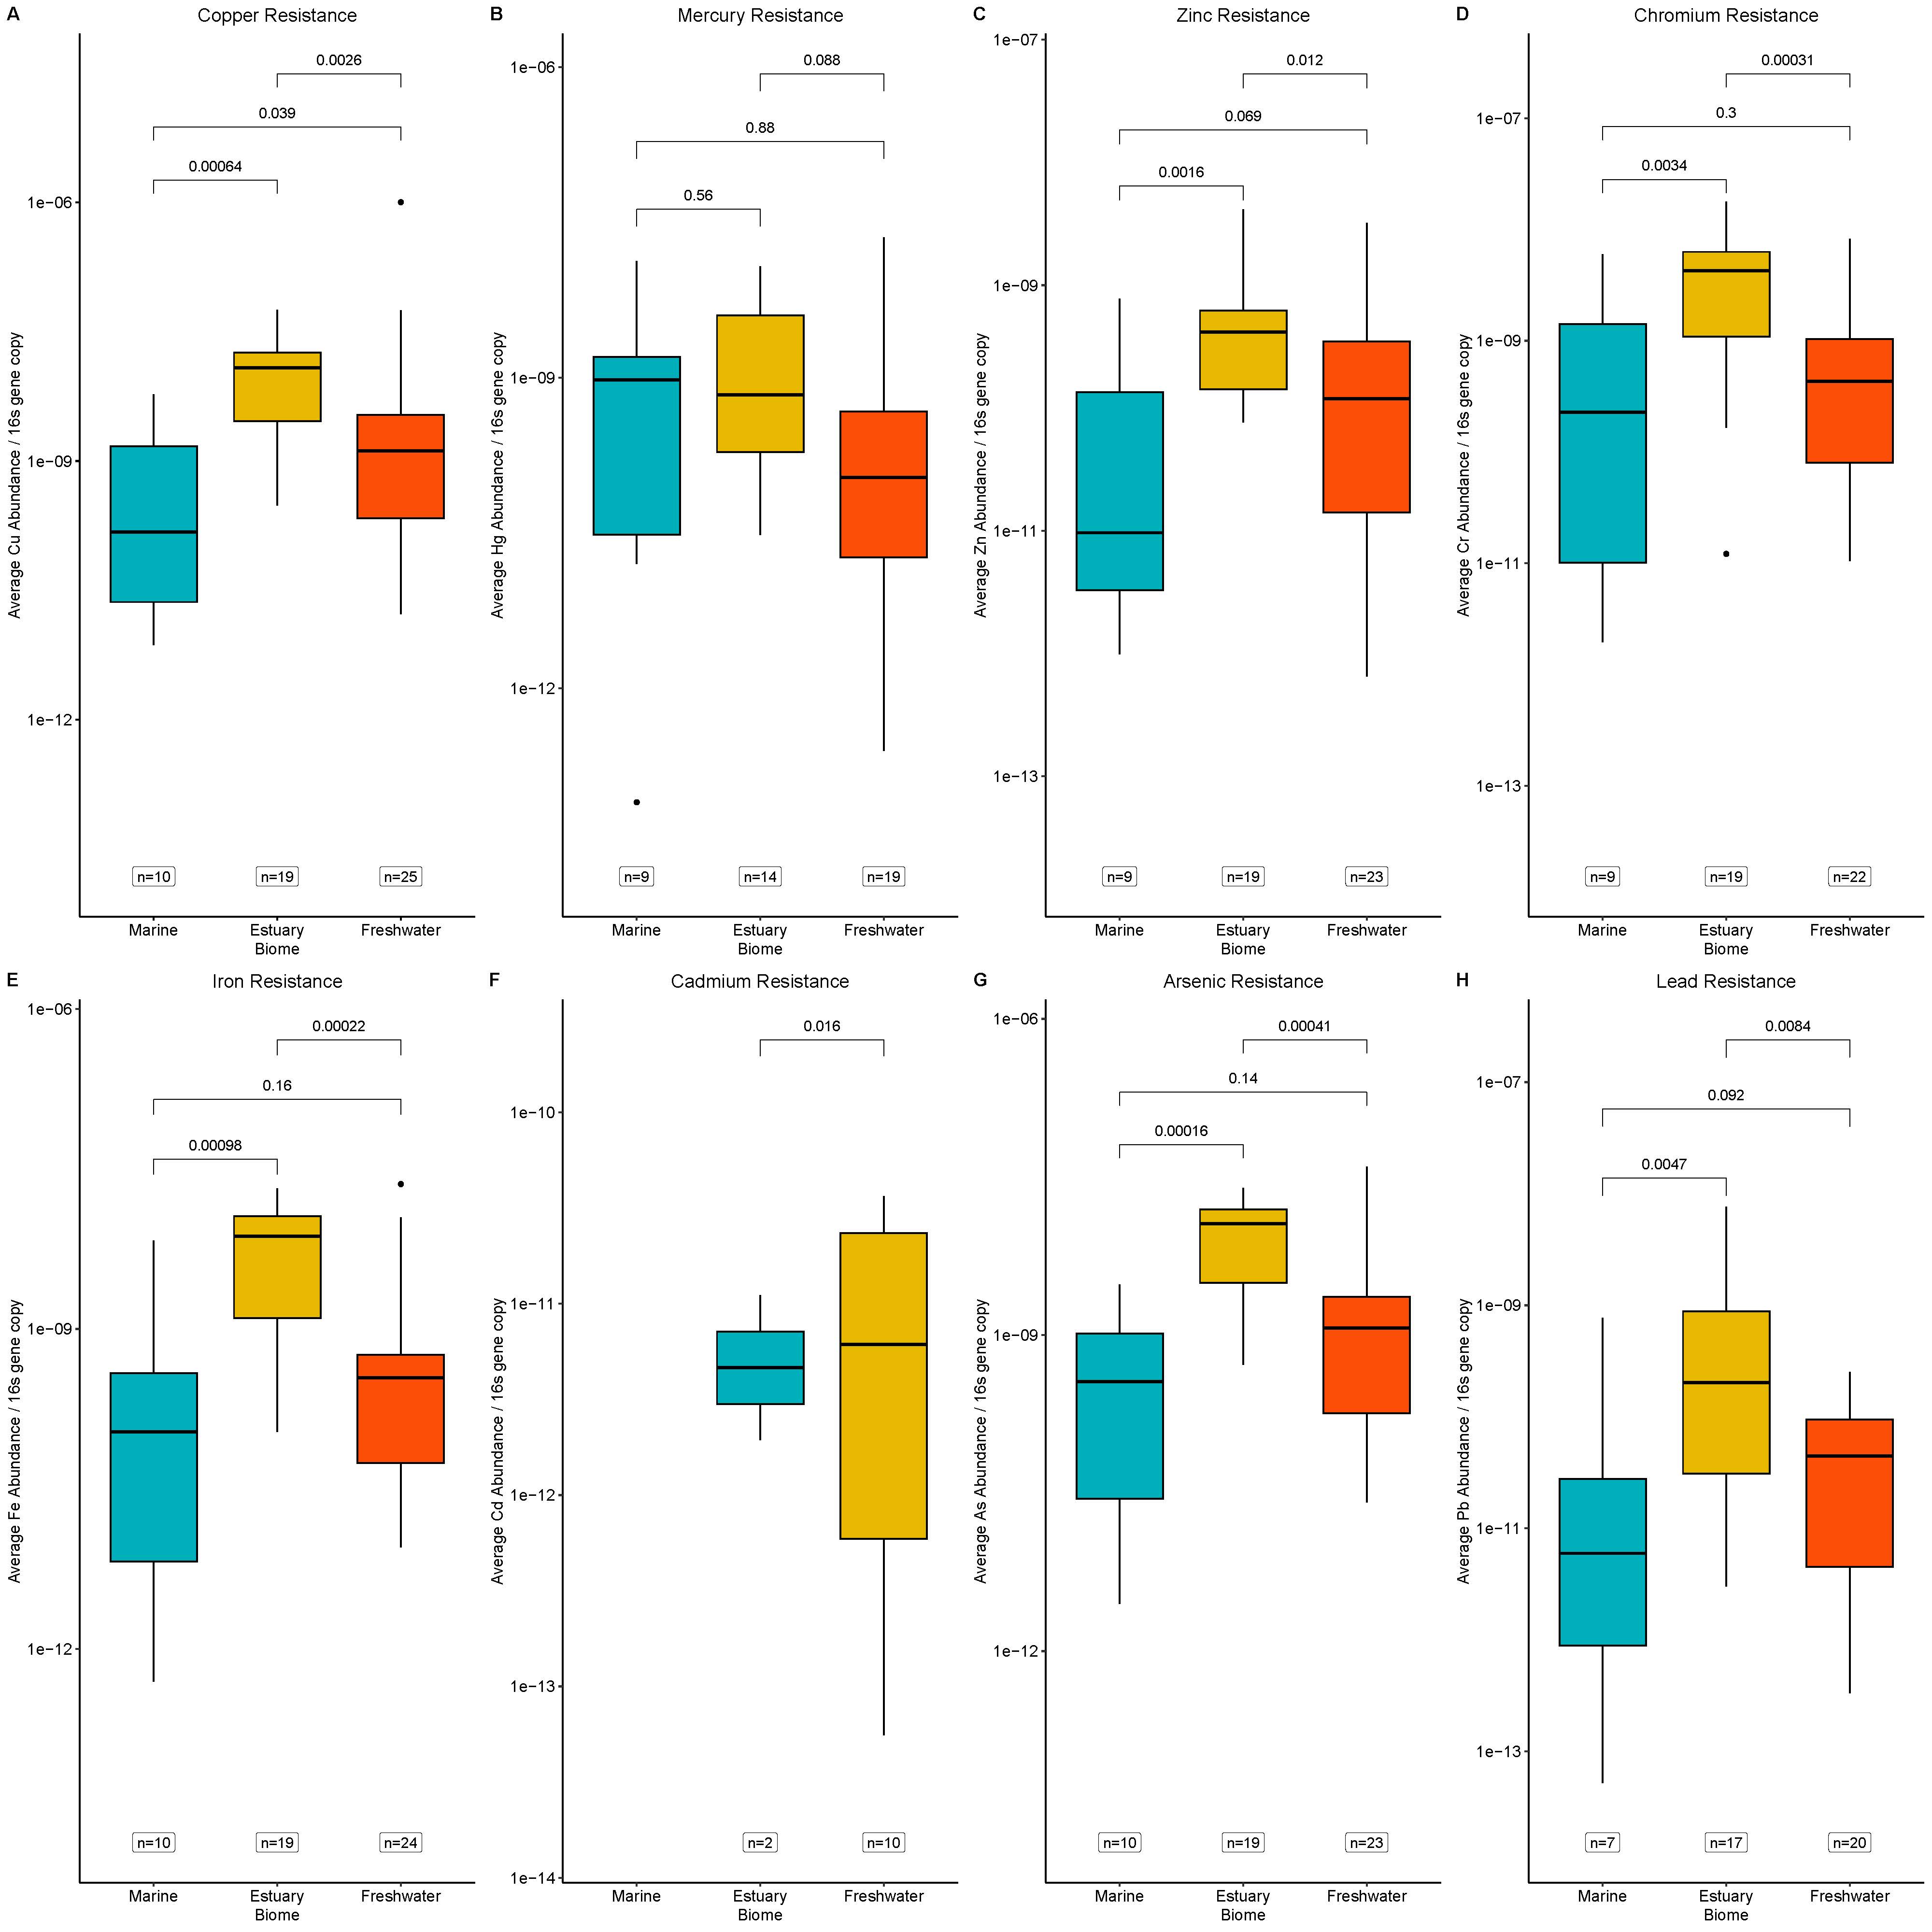 A Copper Resistance
Average Cu Abundance / 16s gene copy
1e−06
1e−09
1e−12
0.0026
0.039
0.00064
n=10 n=19 n=25
Marine Estuary Freshwater
Biome
B Mercury Resistance
Average Hg Abundance / 16s gene copy
1e−06
1e−09
1e−12
0.088
0.88
0.56
n=9 n=14 n=19
Marine Estuary Freshwater
Biome
C Zinc Resistance
Average Zn Abundance / 16s gene copy
1e−07
1e−09
1e−11
1e−13
0.012
0.069
0.0016
n=9 n=19 n=23
Marine Estuary Freshwater
Biome
D Chromium Resistance
Average Cr Abundance / 16s gene copy
1e−07
1e−09
1e−11
1e−13
0.00031
0.3
0.0034
n=9 n=19 n=22
Marine Estuary Freshwater
Biome
E Iron Resistance
Average Fe Abundance / 16s gene copy
1e−06
1e−09
1e−12
0.00022
0.16
0.00098
n=10 n=19 n=24
Marine Estuary Freshwater
Biome
F Cadmium Resistance
Average Cd Abundance / 16s gene copy
1e−10
1e−11
1e−12
1e−13
1e−14
0.016
n=2 n=10
Marine Estuary Freshwater
Biome
G Arsenic Resistance
Average As Abundance / 16s gene copy
1e−06
1e−09
1e−12
0.00041
0.14
0.00016
n=10 n=19 n=23
Marine Estuary Freshwater
Biome
H Lead Resistance
Average Pb Abundance / 16s gene copy
1e−07
1e−09
1e−11
1e−13
0.0084
0.092
0.0047
n=7 n=17 n=20
Marine Estuary Freshwater
Biome